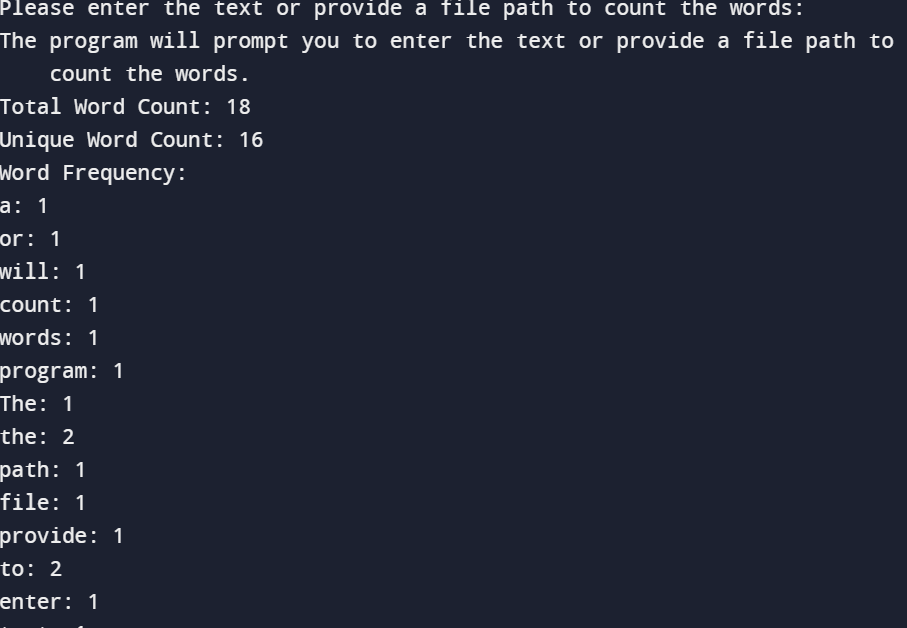 Please enter the text or provide a file path to count the words:
The program will prompt you to enter the text or provide a file path to
count the words.
Total Word Count: 18
Unique Word Count: 16
Word Frequency:
a: 1
or: 1
will: 1
count: 1
words: 1
program: 1
The: 1
the: 2
path: 1
file: 1
provide: 1
to: 2
enter: 1